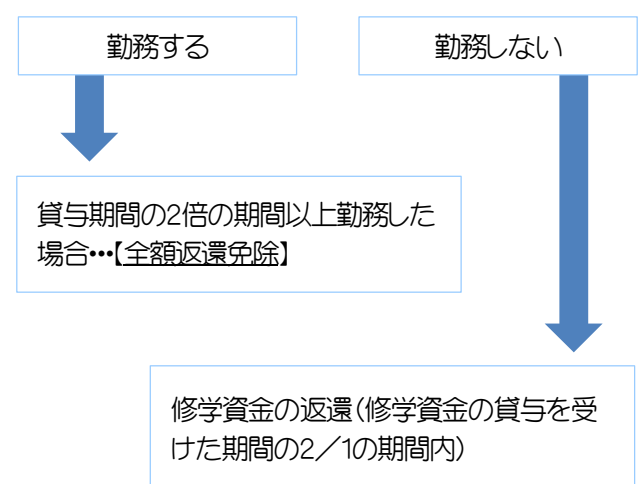 勤務する
勤務しない
貸与期間の2倍の期間以上勤務した
場合・・・【全額返還免除】
修学資金の返還（修学資金の貸与を受
けた期間の2／1の期間内）